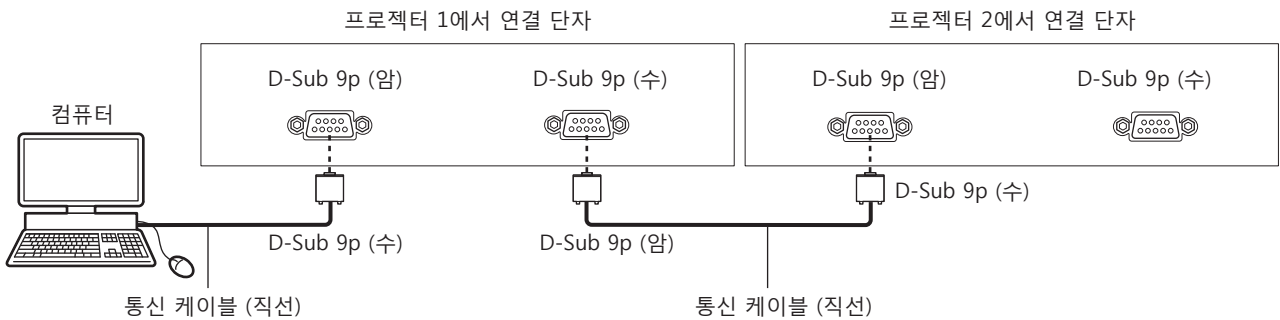 프로젝터 1에서 연결 단자
프로젝터 2에서 연결 단자
D-Sub 9p (암)
D-Sub 9p (수)
D-Sub 9p (암)
D-Sub 9p (수)
컴퓨터
D-Sub 9p (수)
D-Sub 9p (암)
D-Sub 9p (수)
통신 케이블 (직선)
통신 케이블 (직선)